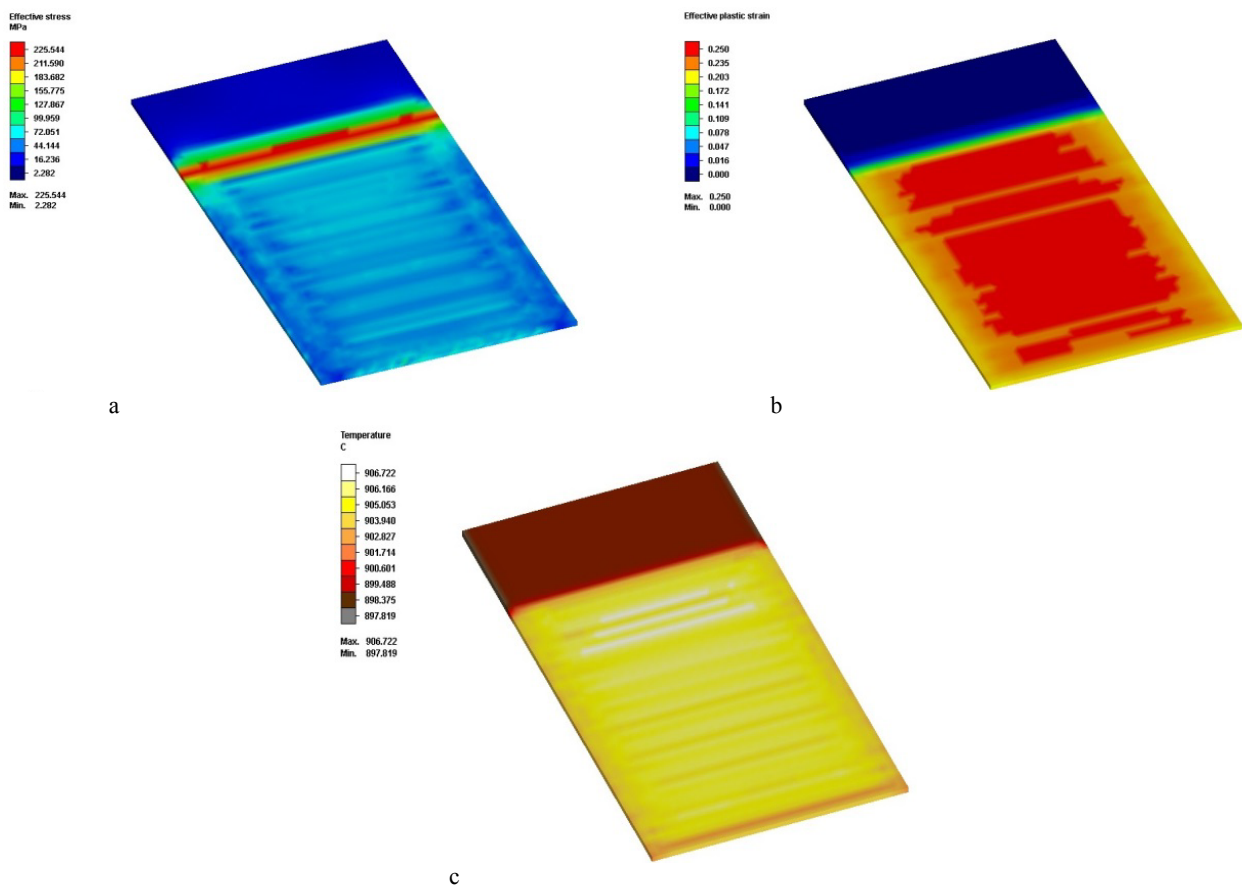 Effective stress
MPa
225.544
211.590
183.682
155.775
127.867
99.959
72.051
44.144
16.236
2.282
Max. 225.544
Min. 2.282
a
Effective plastic strain
0.250
0.235
0.203
0.172
0.141
0.109
0.078
0.047
0.016
0.000
Max. 0.250
Min. 0.000
b
Temperature
C
906.722
906.166
905.053
903.940
902.827
901.714
900.601
899.488
898.375
897.819
Max. 906.722
Min. 897.819
c